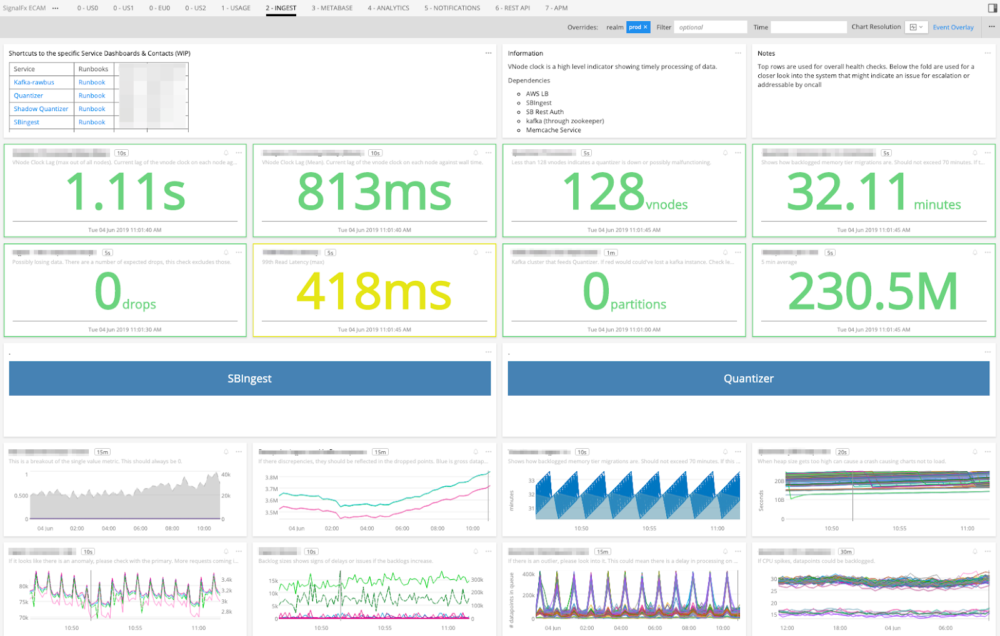 SignalFx ECAM ••• 0 - US0 0 - US1 0 - EU0 0 - US2 1 - USAGE 2 - INGEST 3 - METABASE 4 - ANALYTICS 5 - NOTIFICATIONS 6 - REST API 7 - APM
Overrides: realm prod × Filter optional Time Chart Resolution Event Overlay •••
Shortcuts to the specific Service Dashboards & Contacts (WIP)
Service Runbooks
Kafka-rawbus Runbook
Quantizer Runbook
Shadow Quantizer Runbook
SBingest Runbook
Information
VNode clock is a high level indicator showing timely processing of data.
Dependencies
AWS LB
SBIngest
SB Rest Auth
kafka (through zookeeper)
Memcache Service
Notes
Top rows are used for overall health checks. Below the fold are used for a
closer look into the system that might indicate an issue for escalation or
addressable by oncall
10s
VNode Clock Lag (max out of all nodes). Current lag of the vnode clock on each node ag...
1.11s
Tue 04 Jun 2019 11:01:40 AM
10s
VNode Clock Lag (Mean). Current lag of the vnode clock on each node against wall time.
813ms
Tue 04 Jun 2019 11:01:40 AM
5s
Less than 128 vnodes indicates a quantizer is down or possibly malfunctioning.
128 vnodes
Tue 04 Jun 2019 11:01:45 AM
5s
Shows how backlogged memory tier migrations are. Should not exceed 70 minutes. If t...
32.11 minutes
Tue 04 Jun 2019 11:01:45 AM
5s
Possibly losing data. There are a number of expected drops, this check excludes those.
0 drops
Tue 04 Jun 2019 11:01:30 AM
5s
99th Read Latency (max)
418ms
Tue 04 Jun 2019 11:01:45 AM
1m
Kafka cluster that feeds Quantizer. If red would could've lost a kafka instance. Check le...
0 partitions
Tue 04 Jun 2019 11:01:00 AM
5s
5 min average
230.5M
Tue 04 Jun 2019 11:01:45 AM
.
SBIngest
.
Quantizer
15m
This is a breakout of the single value metric. This should always be 0.
1 40k
0.500 20k
0 0
04 Jun 02:00 04:00 06:00 08:00 10:00
15m
If there discrepencies, they should be reflected in the dropped points. Blue is gross datap...
3.8M
3.7M
3.6M
3.5M
04 Jun 02:00 04:00 06:00 08:00 10:00
10s
Shows how backlogged memory tier migrations are. Should not exceed 70 minutes. If this ...
minutes
33
32
31
10:50 10:55 11:00
20s
When heap size gets too high can cause a crash causing charts not to load.
Seconds
20B
10B
0
10:50 10:55 11:00
10s
If it looks like there is an anomaly, please check with the primary. More requests coming i...
80k 3.4k
75k 3.2k
70k 3k
2.8k
10:50 10:55 11:00
10s
Backlog sizes shows signs of delays or issues if the backlogs increase.
15k 300k
10k 200k
5k 100k
0 0
10:50 10:55 11:00
15m
If there is an outlier, please look into it. This could mean there is a delay in processing on ...
# datapoints in queue
400k
200k
0
04 Jun 02:00 04:00 06:00 08:00 10:00
30m
If CPU spikes, datapoints could be backlogged.
30
25
20
15
12:00 18:00 04 Jun 06:00